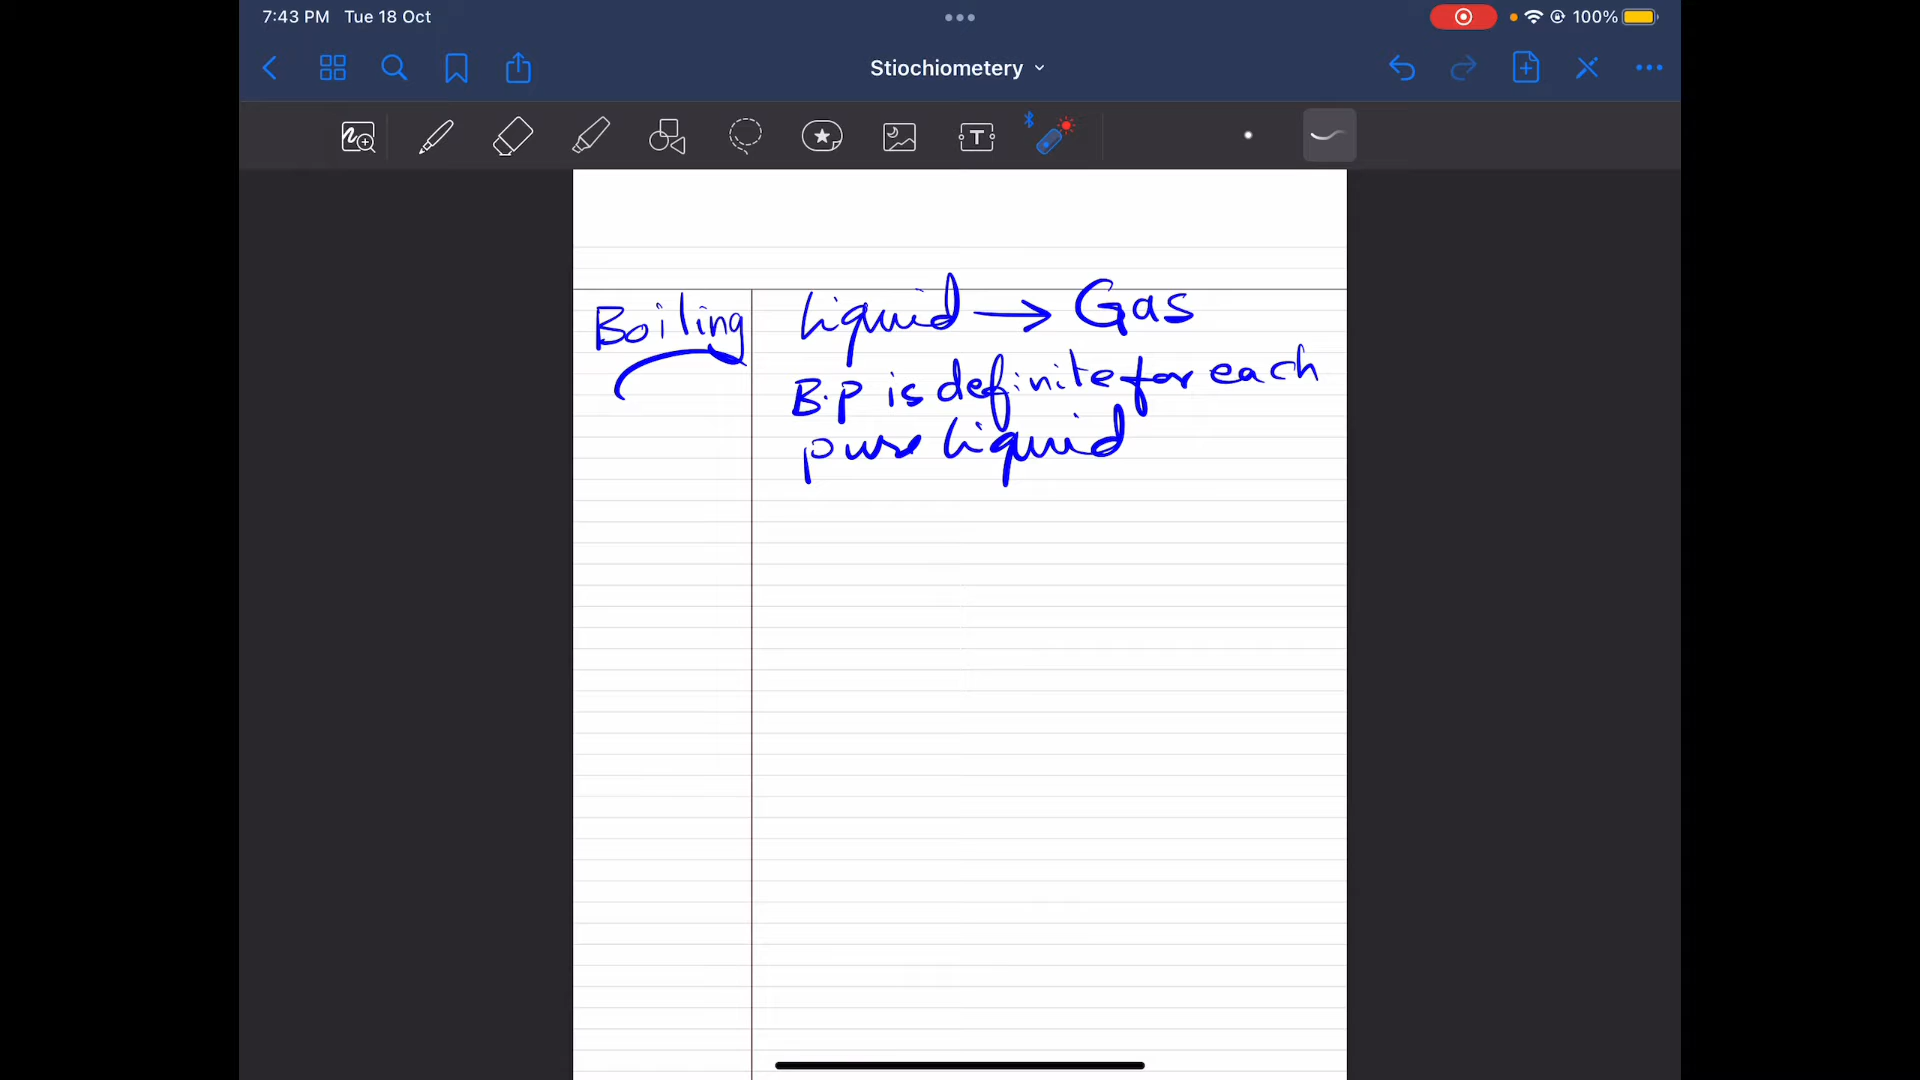 7:43 PM Tue 18 Oct
100%
Stiochiometery
T
Boiling
Liquid → Gas
B.P is definite for each
pure liquid